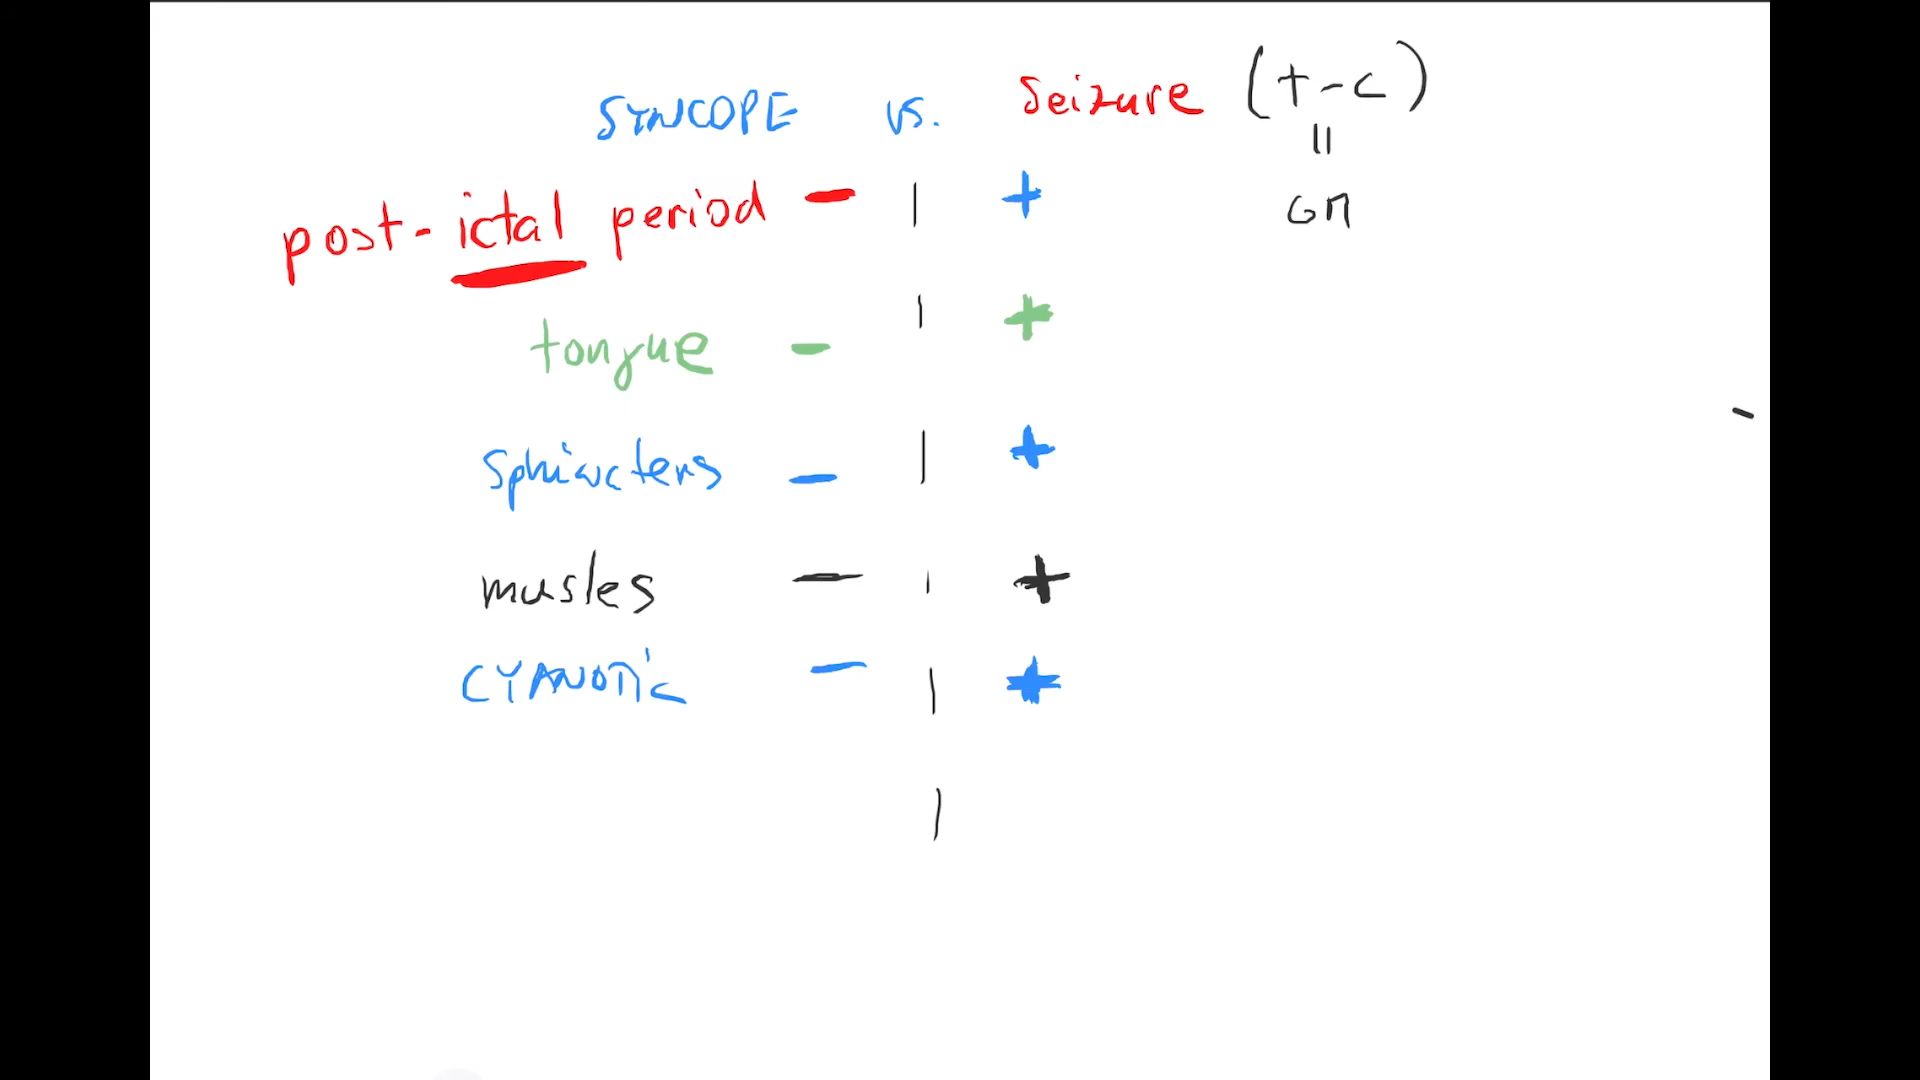 SYNCOPE vs. Seizure (t-c)
||
GM
post-ictal period - | +
tongue - | +
Sphincters - | +
musles - | +
CYANOTiC - | +
|